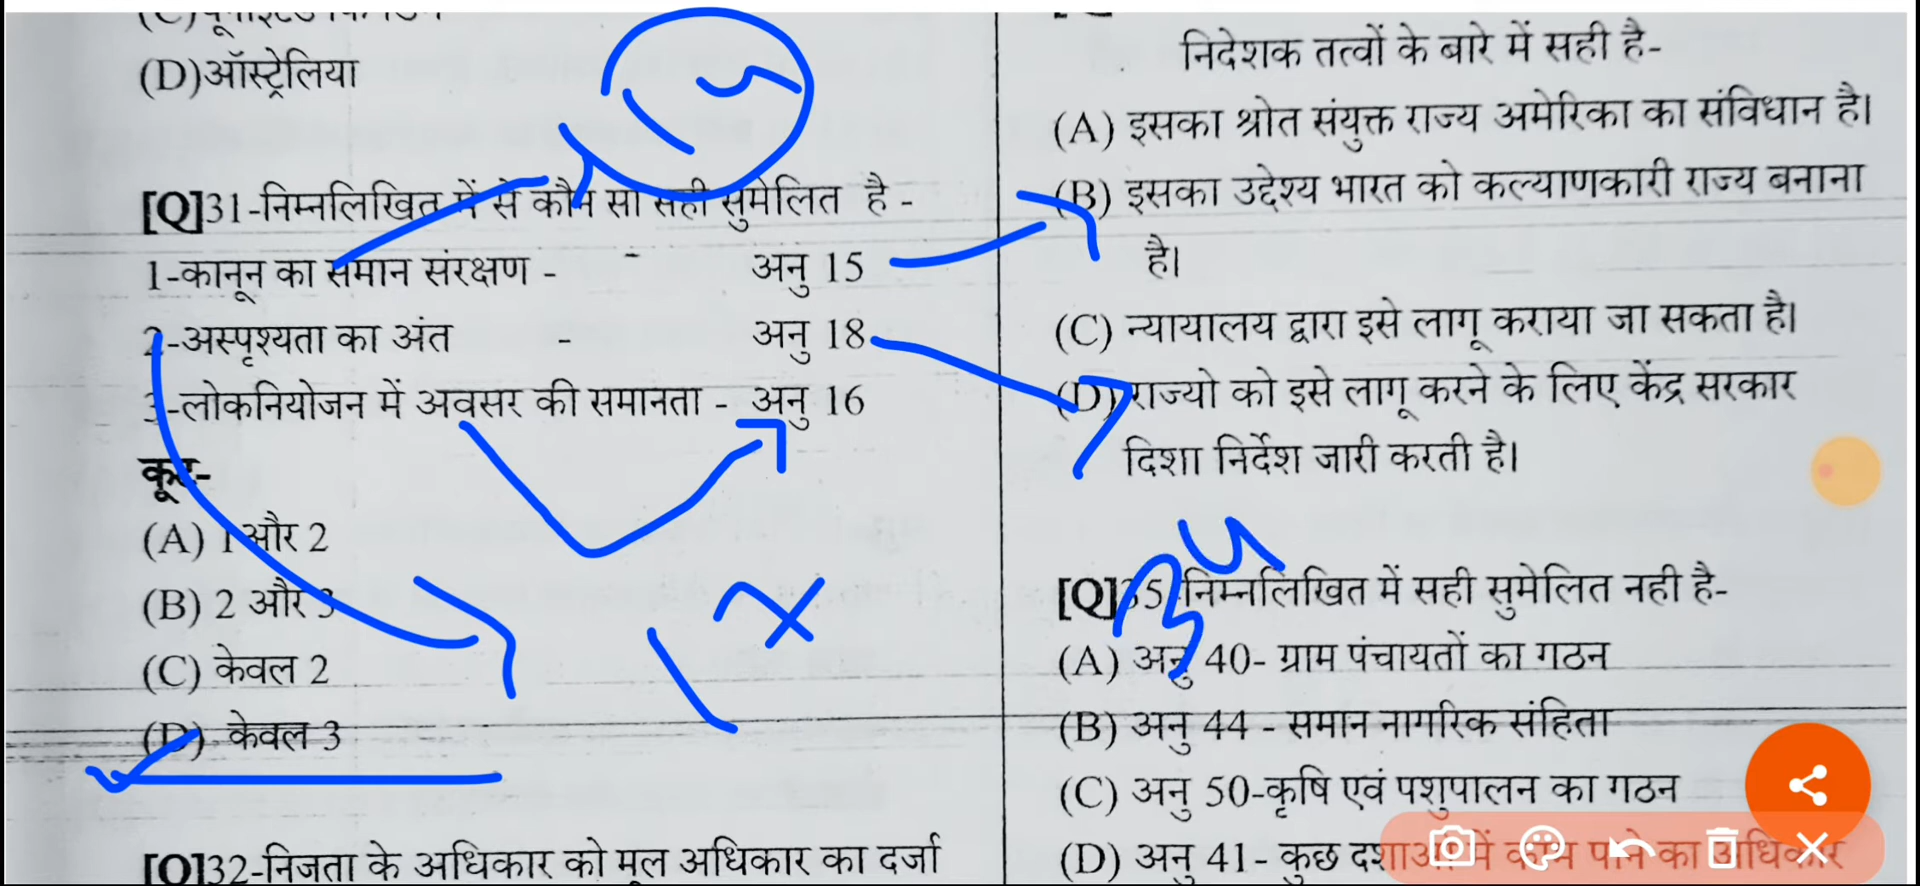 (D)ऑस्ट्रेलिया
[Q]31-निम्नलिखित में से कौन सा सही सुमेलित है -
1-कानून का समान संरक्षण - अनु 15
2-अस्पृश्यता का अंत - अनु 18
3-लोकनियोजन में अवसर की समानता - अनु 16
कूट-
(A) 1 और 2
(B) 2 और 3
(C) केवल 2
(D) केवल 3
[Q]32-निजता के अधिकार को मूल अधिकार का दर्जा
निदेशक तत्वों के बारे में सही है-
(A) इसका श्रोत संयुक्त राज्य अमेरिका का संविधान है।
(B) इसका उद्देश्य भारत को कल्याणकारी राज्य बनाना
है।
(C) न्यायालय द्वारा इसे लागू कराया जा सकता है।
(D) राज्यो को इसे लागू करने के लिए केंद्र सरकार
दिशा निर्देश जारी करती है।
[Q]35-निम्नलिखित में सही सुमेलित नही है-
(A) अनु 40- ग्राम पंचायतों का गठन
(B) अनु 44 - समान नागरिक संहिता
(C) अनु 50-कृषि एवं पशुपालन का गठन
(D) अनु 41- कुछ दशाओं में काम पाने का अधिकार